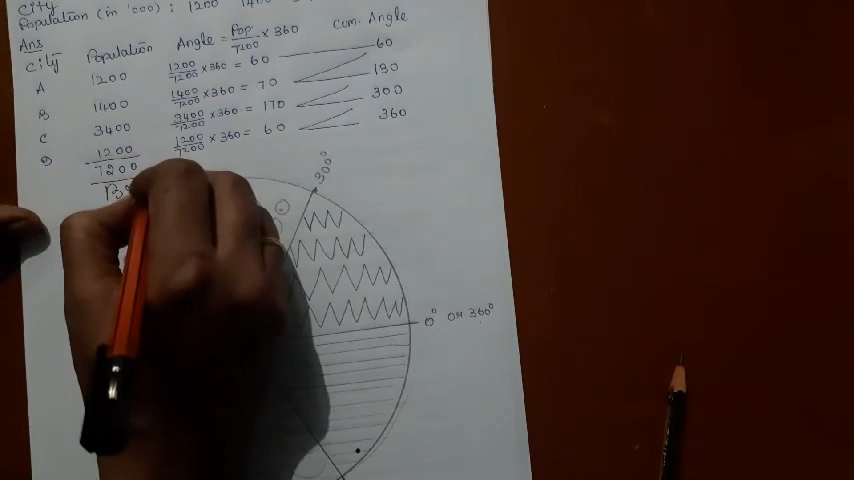 City
Population (in '000) : 1200 1400
Ans
City Population Angle = Pop/7200 × 360 Cum. Angle
A 1200 1200/7200 × 360 = 60 60
B 1400 1400/7200 × 360 = 70 130
C 3400 3400/7200 × 360 = 170 300
D 1200 1200/7200 × 360 = 60 360
7200
300°
0° or 360°